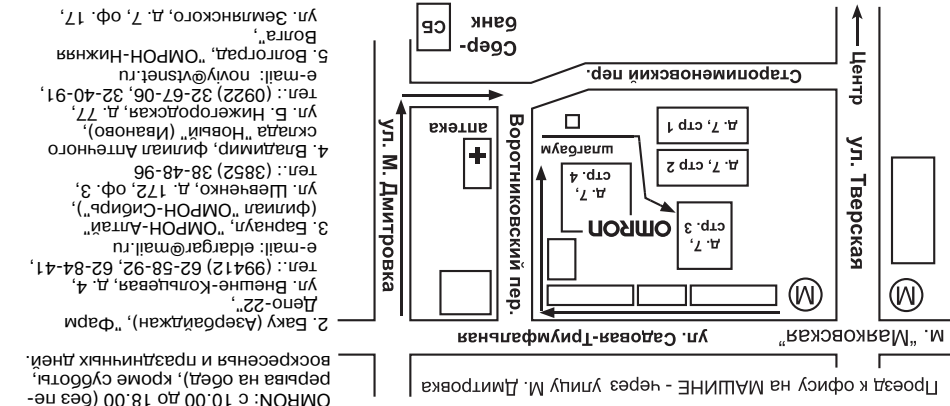 Проезд к офису на МАШИНЕ - через улицу М. Дмитровка
м. „Маяковская"
ул. Садовая-Триумфальная
М
М
ул. Тверская
Центр
д. 7,
стр. 3
OMRON
д. 7,
стр. 4
шлагбаум
д. 7, стр 2
д. 7, стр 1
Старопименовский пер.
Воротниковский пер.
аптека
ул. М. Дмитровка
Сбер-
банк
СБ
OMRON: с 10.00 до 18.00 (без пе-
рерыва на обед), кроме субботы,
воскресенья и праздничных дней.
2. Баку (Азербайджан), "Фарм
Депо-22",
ул. Внешне-Кольцевая, д. 4,
тел.: (99412) 62-58-92, 62-84-41,
e-mail: eldargar@mail.ru
3. Барнаул, "ОМРОН-Алтай"
(филиал "ОМРОН-Сибирь"),
ул. Шевченко, д. 172, оф. 3,
тел.: (3852) 38-48-96
4. Владимир, филиал Аптечного
склада "Новый" (Иваново),
ул. Б. Нижегородская, д. 77,
тел.: (0922) 32-67-06, 32-40-91,
e-mail: noviy@vtsnet.ru
5. Волгоград, "ОМРОН-Нижняя
Волга",
ул. Землянского, д. 7, оф. 17,